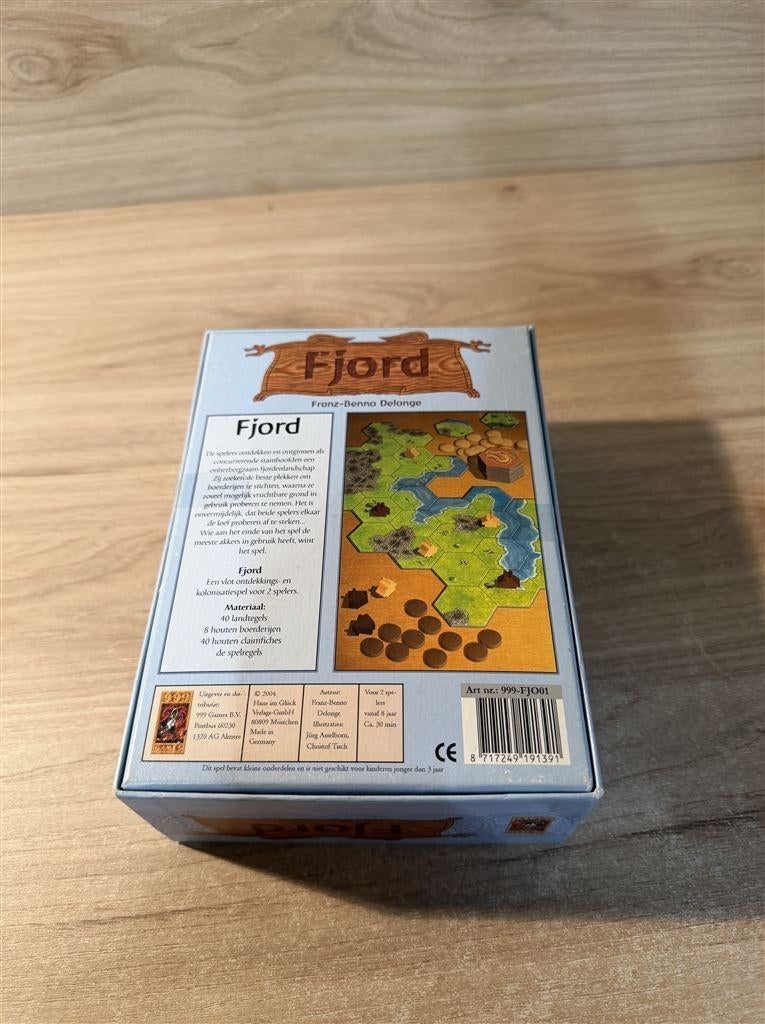 Fjord
Franz-Benno Delonge
Fjord
De spelers ontdekken en ontginnen als
concurrerende stamhoofden een
onherbergzaam fjordenlandschap.
Zij zoeken de beste plekken om
boerderijen te stichten, waarna ze
zoveel mogelijk vruchtbare grond in
gebruik proberen te nemen. Het is
onvermijdelijk, dat beide spelers elkaar
de loef proberen af te steken...
Wie aan het einde van het spel de
meeste akkers in gebruik heeft, wint
het spel.
Fjord
Een vlot ontdekkings- en
kolonisatiespel voor 2 spelers.
Materiaal:
40 landtegels
8 houten boerderijen
40 houten claimfiches
de spelregels
999
GAMES
Uitgever en dis-
tributie:
999 Games B.V.
Postbus 60230
1320 AG Almere
© 2004
Hans im Glück
Verlags-GmbH
80809 München
Made in
Germany
Auteur:
Franz-Benno
Delonge
Illustraties:
Jörg Asselborn,
Christof Tisch
Voor 2 spe-
lers
vanaf 8 jaar
Ca. 30 min
CE
Art nr.: 999-FJO01
8 717249 191391
Dit spel bevat kleine onderdelen en is niet geschikt voor kinderen jonger dan 3 jaar
Fjord